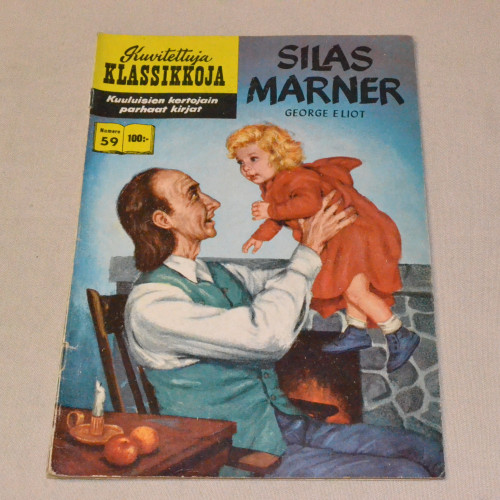 Kuvitettuja
KLASSIKKOJA
Kuuluisien kertojain
parhaat kirjat
Numero
59
100:-
SILAS
MARNER
GEORGE ELIOT